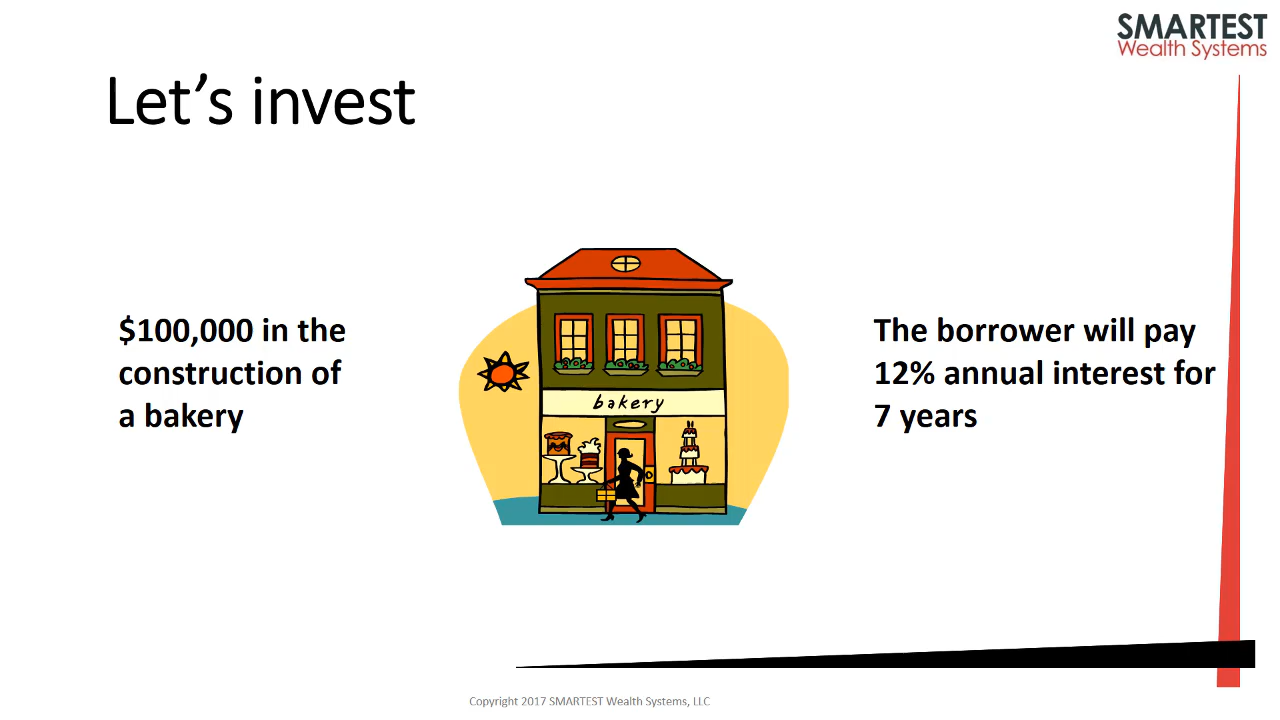 SMARTEST
Wealth Systems
Let’s invest
$100,000 in the
construction of
a bakery
bakery
The borrower will pay
12% annual interest for
7 years
Copyright 2017 SMARTEST Wealth Systems, LLC